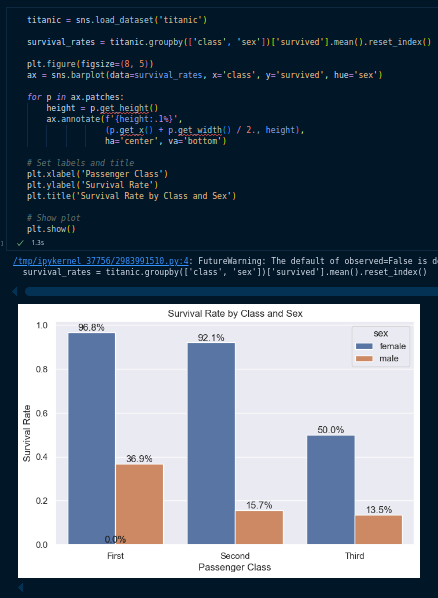 titanic = sns.load_dataset('titanic')
survival_rates = titanic.groupby(['class', 'sex'])['survived'].mean().reset_index()
plt.figure(figsize=(8, 5))
ax = sns.barplot(data=survival_rates, x='class', y='survived', hue='sex')
for p in ax.patches:
    height = p.get_height()
    ax.annotate(f'{height:.1%}',
                (p.get_x() + p.get_width() / 2., height),
                ha='center', va='bottom')
# Set labels and title
plt.xlabel('Passenger Class')
plt.ylabel('Survival Rate')
plt.title('Survival Rate by Class and Sex')
# Show plot
plt.show()
✓ 1.3s
/tmp/ipykernel_37756/2983991510.py:4: FutureWarning: The default of observed=False is d
  survival_rates = titanic.groupby(['class', 'sex'])['survived'].mean().reset_index()
Survival Rate by Class and Sex
sex
female
male
1.0
0.8
0.6
0.4
0.2
0.0
Survival Rate
96.8%
92.1%
50.0%
36.9%
15.7%
13.5%
0.0%
First
Second
Third
Passenger Class